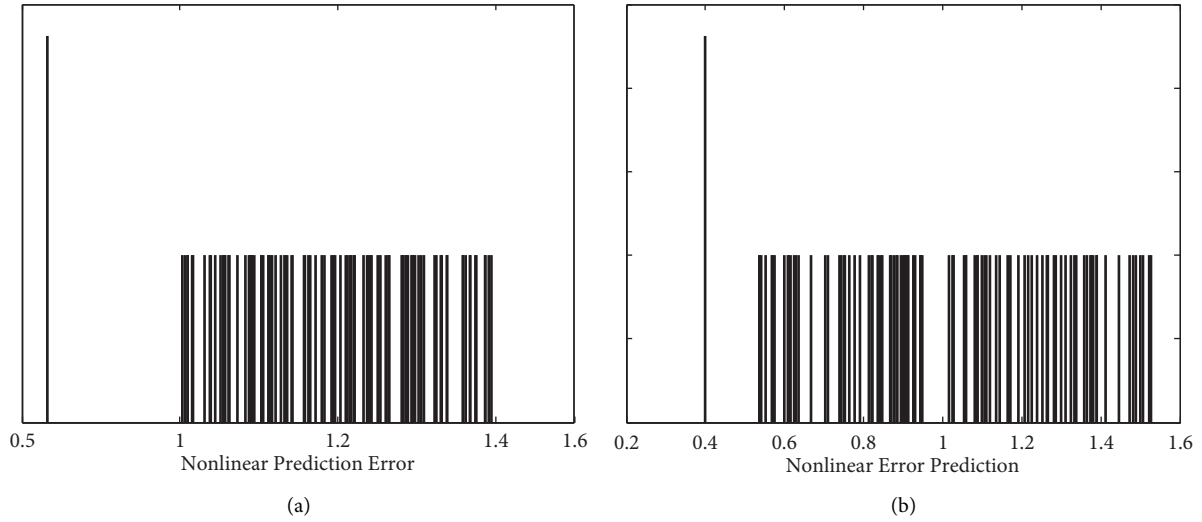 0.5 1 1.2 1.4 1.6
Nonlinear Prediction Error
(a)
0.2 0.4 0.6 0.8 1 1.2 1.4 1.6
Nonlinear Error Prediction
(b)